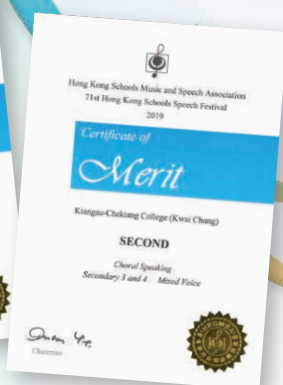 Hong Kong Schools Music and Speech Association
71st Hong Kong Schools Speech Festival
2019
Certificate of
Merit
Kiangsu-Chekiang College (Kwai Chung)
SECOND
Choral Speaking
Secondary 3 and 4 Mixed Voice
Chairman